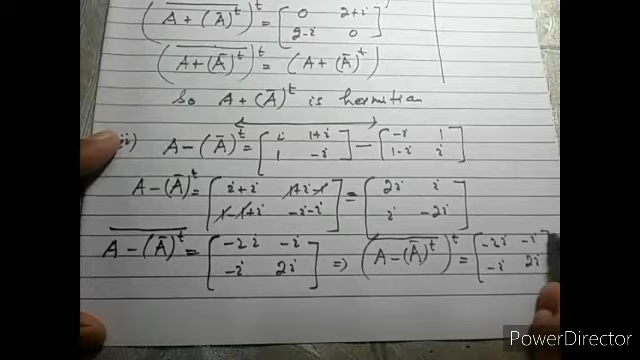 (A + (Ā)ᵗ)ᵗ = [0 2+i; 2-i 0]
(A + (Ā)ᵗ)ᵗ = (A + (Ā)ᵗ)
So A + (Ā)ᵗ is hermitian
ii) A - (Ā)ᵗ = [i 1+i; 1 -i] - [-i 1; 1-i i]
A - (Ā)ᵗ = [i+i 1+i-1; 1-1+i -i-i] = [2i i; i -2i]
A - (Ā)ᵗ = [-2i -i; -i 2i] ⇒ (A - (Ā)ᵗ)ᵗ = [-2i -i; -i 2i]
PowerDirector